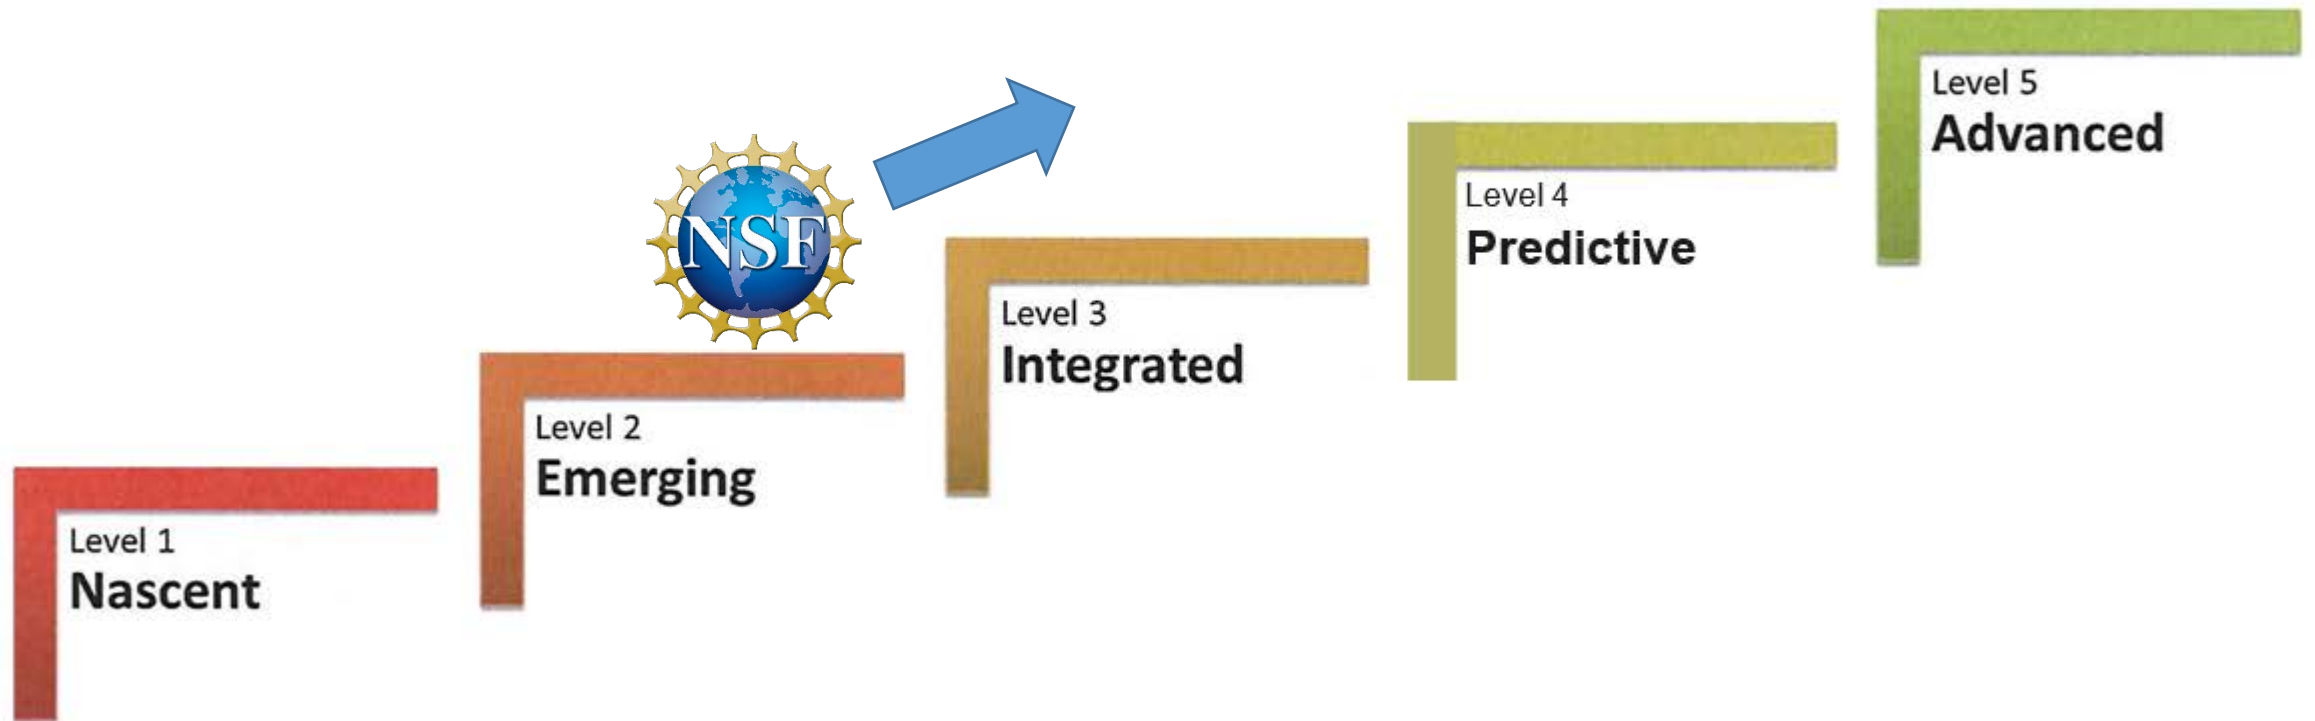 Level 5
Advanced
Level 4
Predictive
NSF
Level 3
Integrated
Level 2
Emerging
Level 1
Nascent